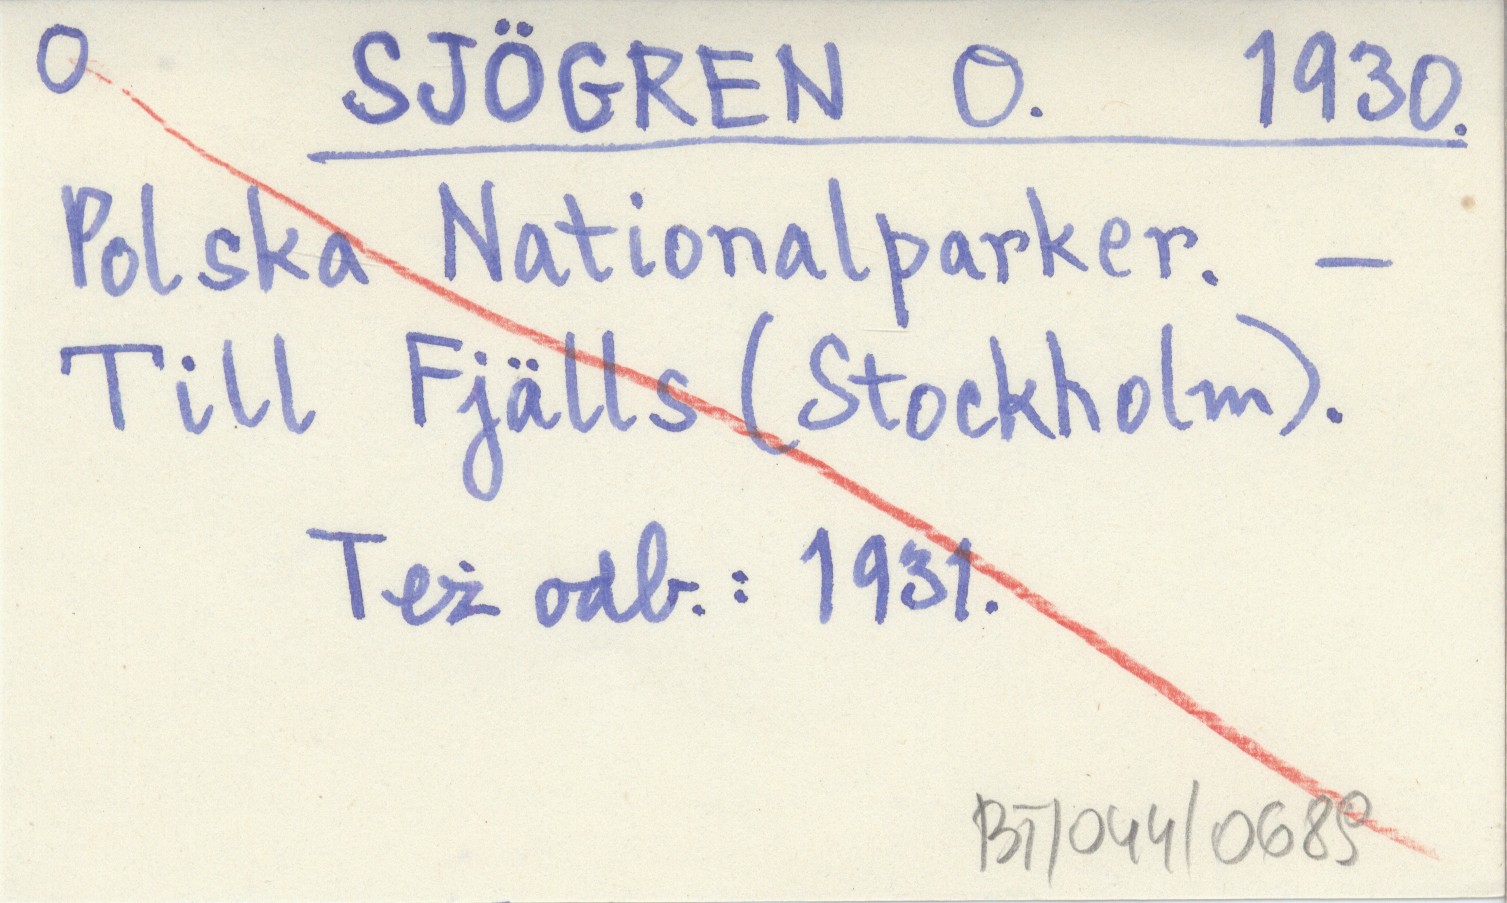 O SJÖGREN O. 1930.
Polska Nationalparker. —
Till Fjälls (Stockholm).
Też odb.: 1931.
BT/044/0689